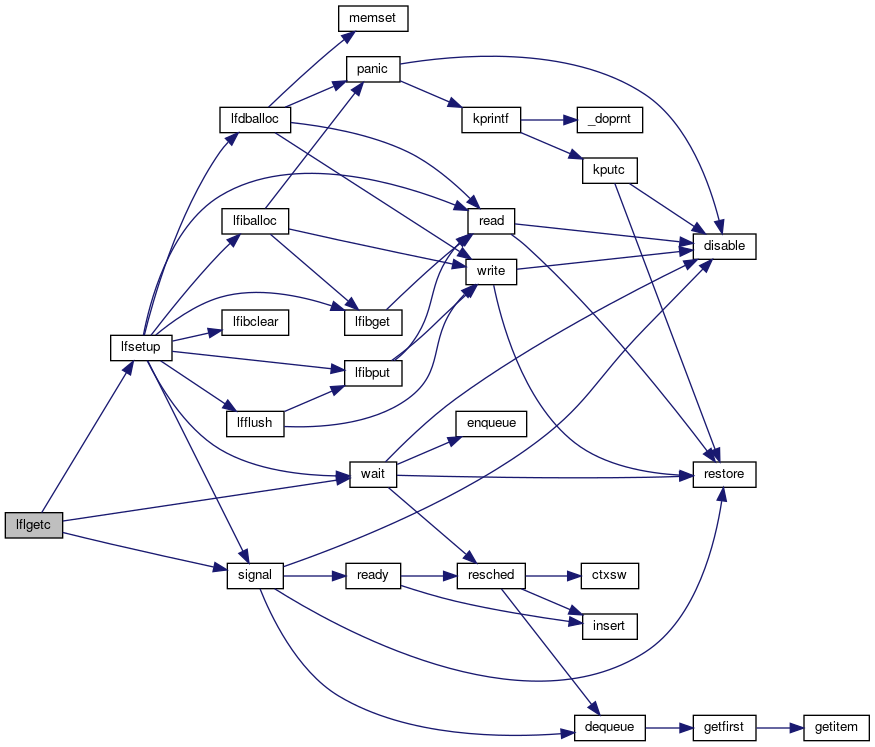 memset
panic
lfdballoc
kprintf
_doprnt
kputc
lfiballoc
read
disable
write
lfibclear
lfibget
lfsetup
lfibput
lfflush
enqueue
wait
restore
lflgetc
signal
ready
resched
ctxsw
insert
dequeue
getfirst
getitem